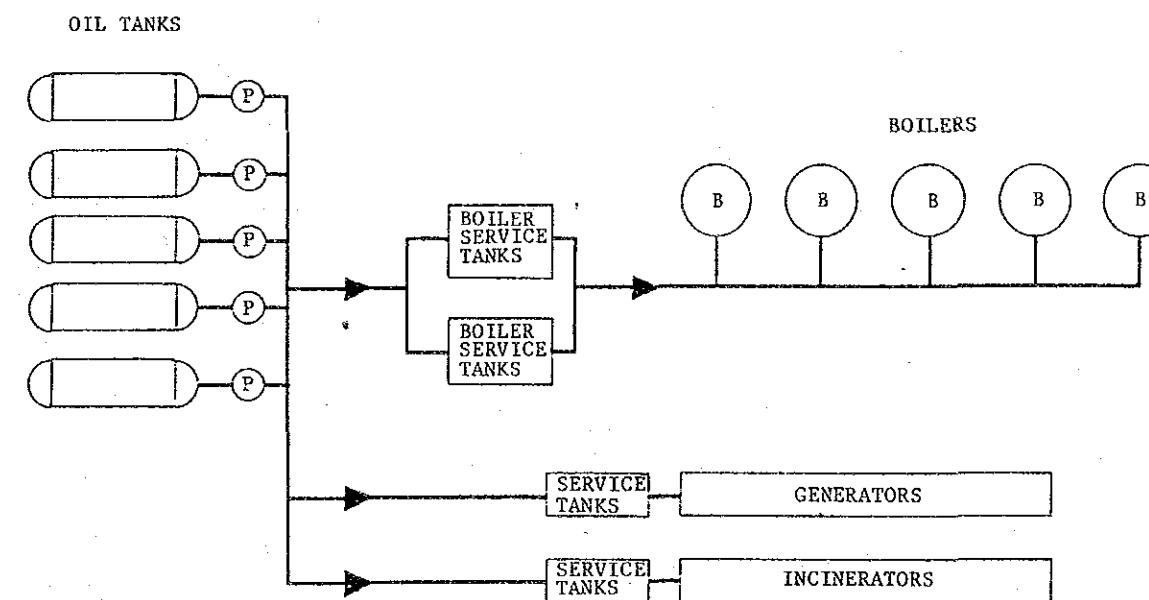 OIL TANKS
P
P
P
P
P
BOILERS
B
B
B
B
B
BOILER
SERVICE
TANKS
BOILER
SERVICE
TANKS
SERVICE
TANKS
GENERATORS
SERVICE
TANKS
INCINERATORS